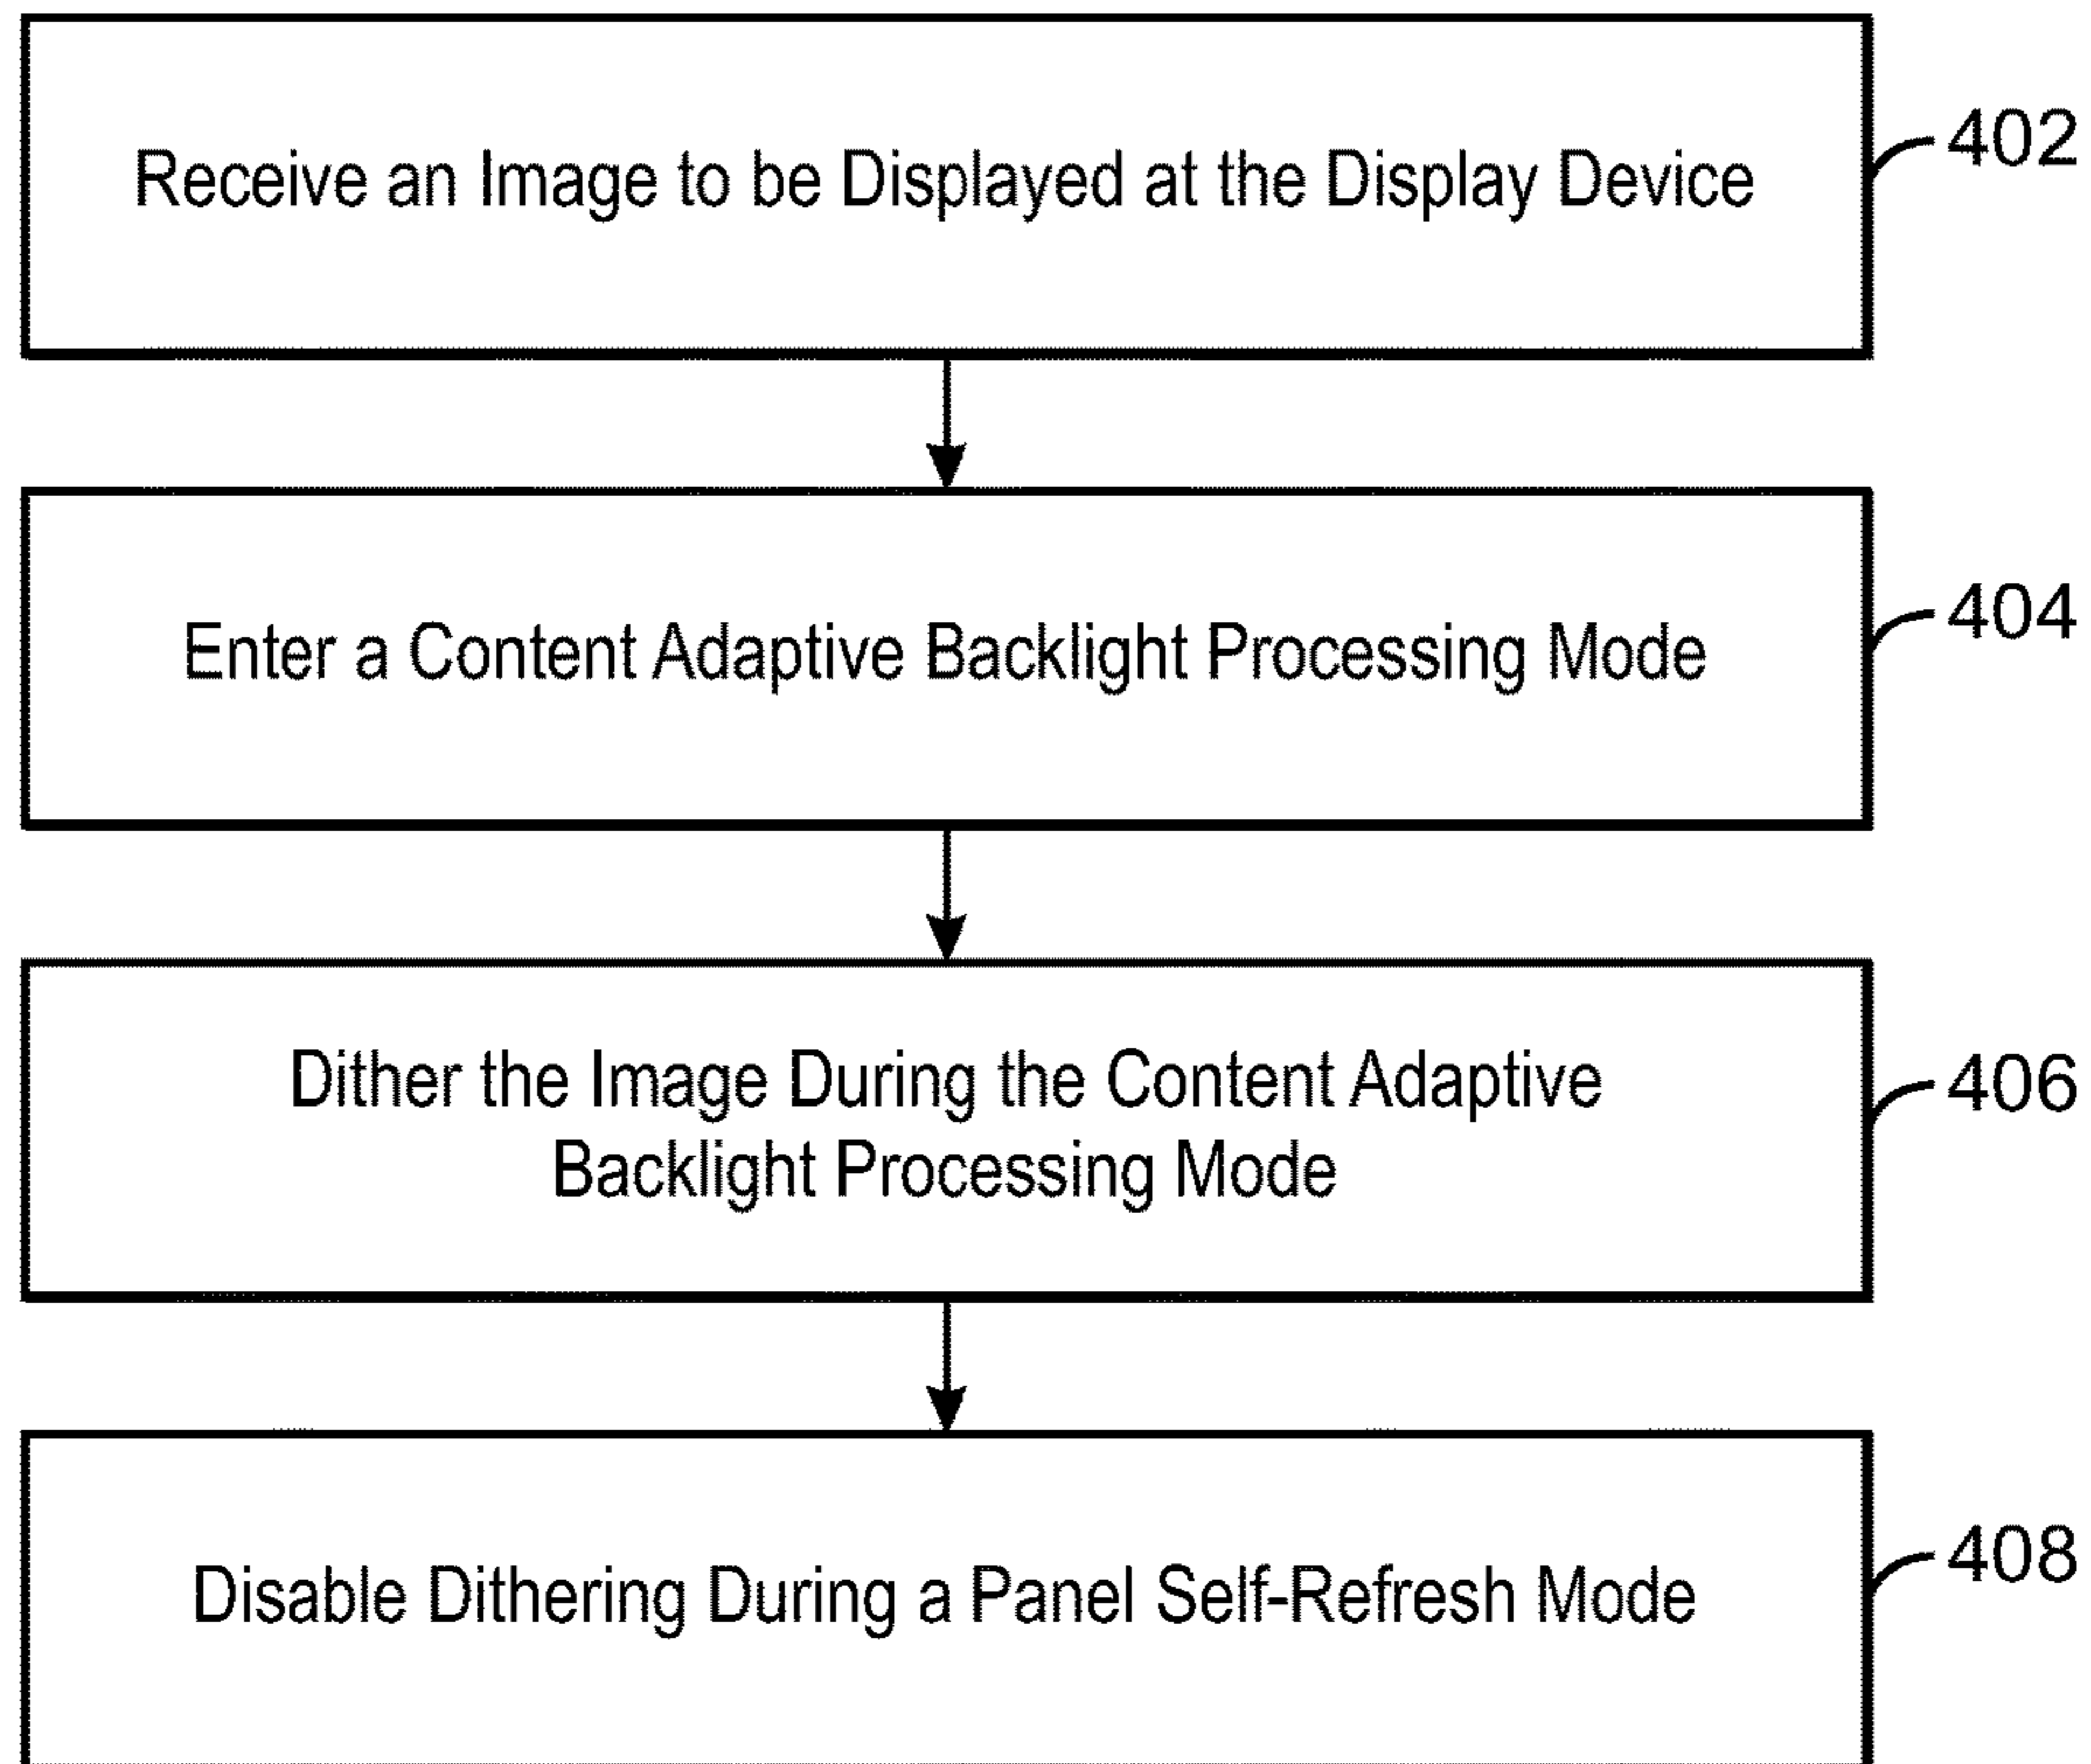 Receive an Image to be Displayed at the Display Device
402
Enter a Content Adaptive Backlight Processing Mode
404
Dither the Image During the Content Adaptive
Backlight Processing Mode
406
Disable Dithering During a Panel Self-Refresh Mode
408